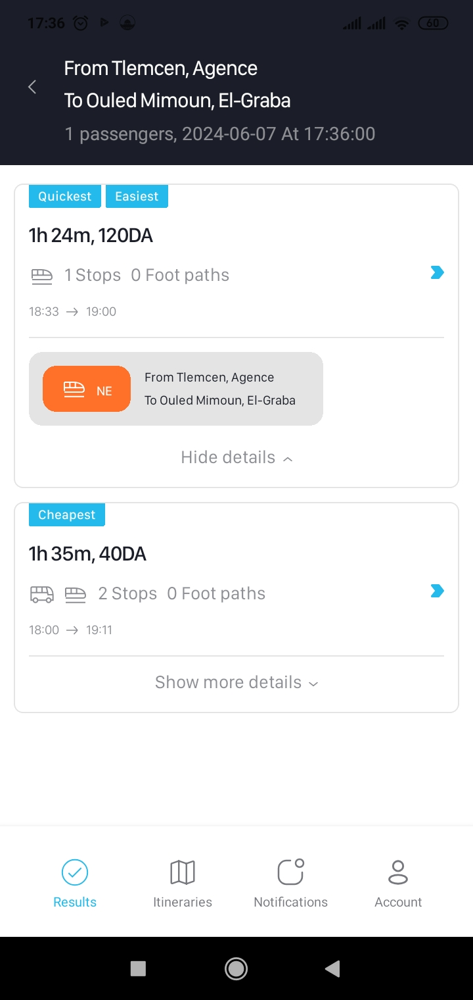 17:36
60
From Tlemcen, Agence
To Ouled Mimoun, El-Graba
1 passengers, 2024-06-07 At 17:36:00
Quickest Easiest
1h 24m, 120DA
1 Stops 0 Foot paths
18:33 → 19:00
NE
From Tlemcen, Agence
To Ouled Mimoun, El-Graba
Hide details
Cheapest
1h 35m, 40DA
2 Stops 0 Foot paths
18:00 → 19:11
Show more details
Results Itineraries Notifications Account